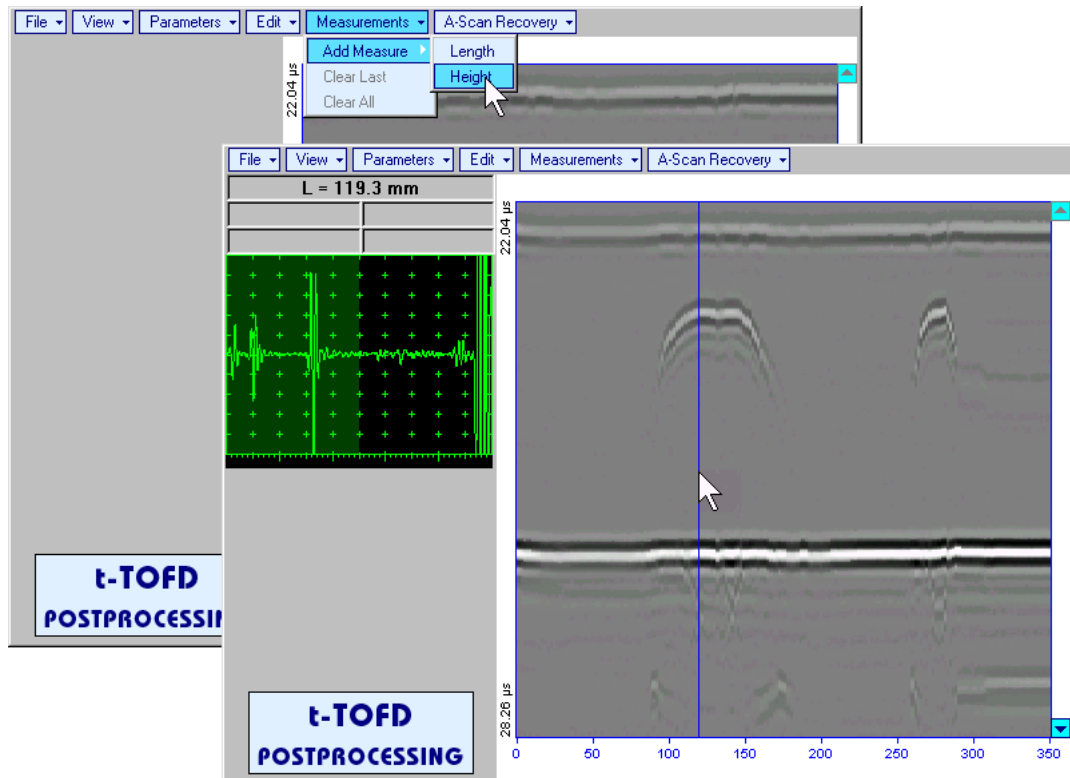 File View Parameters Edit Measurements A-Scan Recovery
Add Measure Length
Clear Last Height
Clear All
22.04 µs
t-TOFD
POSTPROCESSIN
File View Parameters Edit Measurements A-Scan Recovery
L = 119.3 mm
22.04 µs
28.26 µs
0 50 100 150 200 250 300 350
t-TOFD
POSTPROCESSING